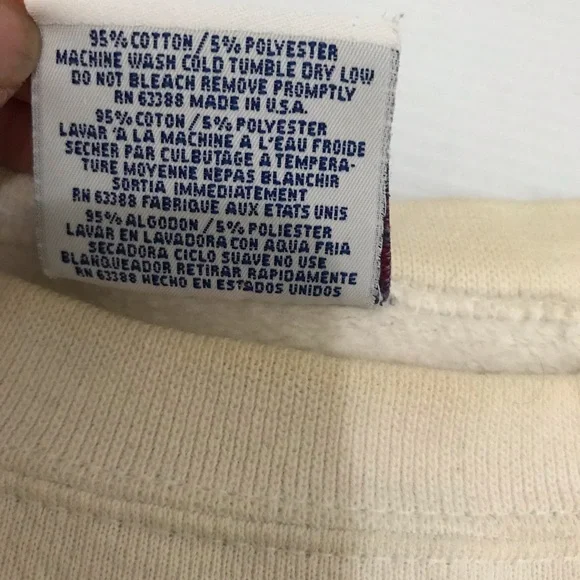 95% COTTON/5% POLYESTER
MACHINE WASH COLD TUMBLE DRY LOW
DO NOT BLEACH REMOVE PROMPTLY
RN 63388 MADE IN U.S.A.
95% COTON/5% POLYESTER
LAVAR 'A LA MACHINE A L'EAU FROIDE
SECHER PAR CULBUTAGE A TEMPERA-
TURE MOYENNE NEPAS BLANCHIR
SORTIA IMMEDIATEMENT
RN 63388 FABRIQUE AUX ETATS UNIS
95% ALGODON/5% POLIESTER
LAVAR EN LAVADORA CON AQUA FRIA
SECADORA CICLO SUAVE NO USE
BLANQUEADOR RETIRAR RAPIDAMENTE
RN 63388 HECHO EN ESTADOS UNIDOS